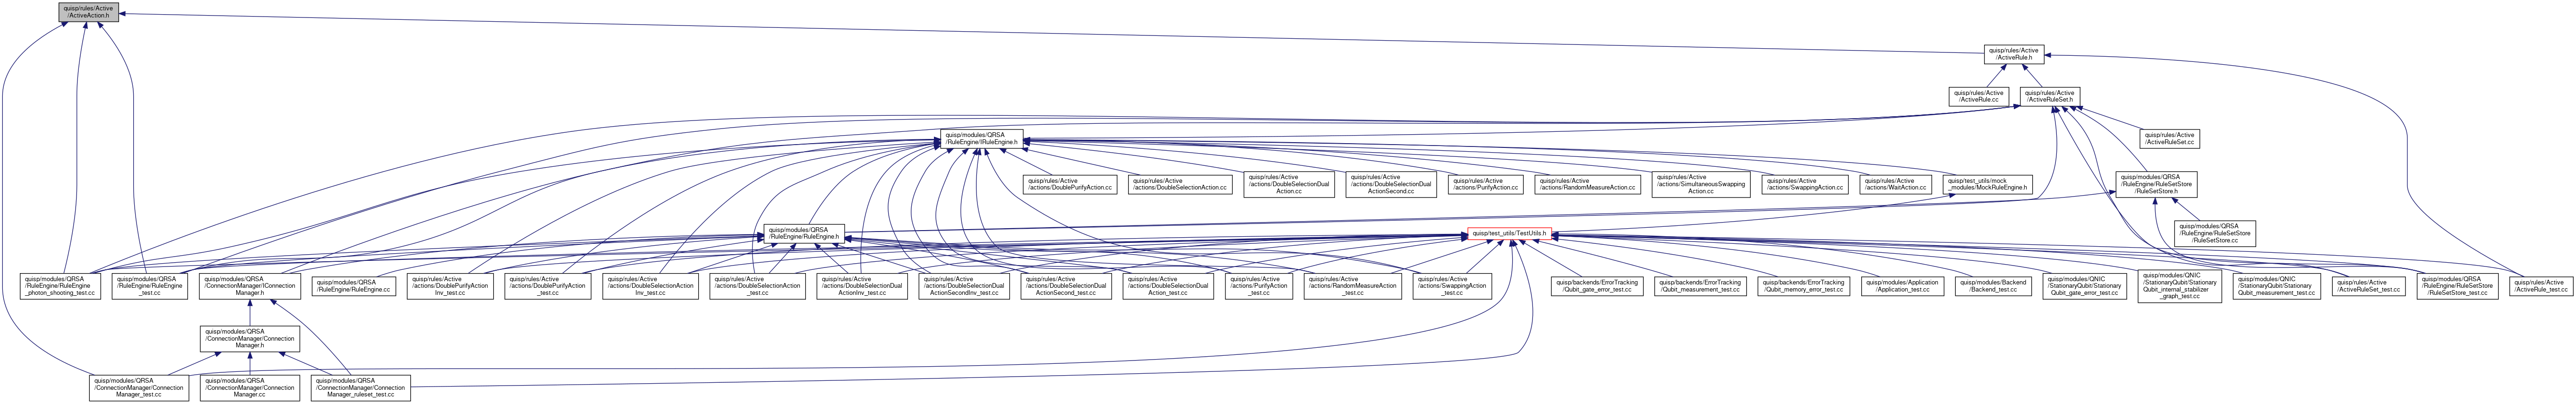 quisp/rules/Active
/ActiveAction.h
quisp/rules/Active
/ActiveRule.h
quisp/rules/Active
/ActiveRule.cc
quisp/rules/Active
/ActiveRuleSet.h
quisp/modules/QRSA
/RuleEngine/IRuleEngine.h
quisp/rules/Active
/ActiveRuleSet.cc
quisp/rules/Active
/actions/DoublePurifyAction.cc
quisp/rules/Active
/actions/DoubleSelectionAction.cc
quisp/rules/Active
/actions/DoubleSelectionDual
Action.cc
quisp/rules/Active
/actions/DoubleSelectionDual
ActionSecond.cc
quisp/rules/Active
/actions/PurifyAction.cc
quisp/rules/Active
/actions/RandomMeasureAction.cc
quisp/rules/Active
/actions/SimultaneousSwapping
Action.cc
quisp/rules/Active
/actions/SwappingAction.cc
quisp/rules/Active
/actions/WaitAction.cc
quisp/test_utils/mock
_modules/MockRuleEngine.h
quisp/modules/QRSA
/RuleEngine/RuleSetStore
/RuleSetStore.h
quisp/modules/QRSA
/RuleEngine/RuleEngine.h
quisp/test_utils/TestUtils.h
quisp/modules/QRSA
/RuleEngine/RuleSetStore
/RuleSetStore.cc
quisp/modules/QRSA
/RuleEngine/RuleEngine
_photon_shooting_test.cc
quisp/modules/QRSA
/RuleEngine/RuleEngine
_test.cc
quisp/modules/QRSA
/ConnectionManager/IConnection
Manager.h
quisp/modules/QRSA
/RuleEngine/RuleEngine.cc
quisp/rules/Active
/actions/DoublePurifyAction
Inv_test.cc
quisp/rules/Active
/actions/DoublePurifyAction
_test.cc
quisp/rules/Active
/actions/DoubleSelectionAction
Inv_test.cc
quisp/rules/Active
/actions/DoubleSelectionAction
_test.cc
quisp/rules/Active
/actions/DoubleSelectionDual
ActionInv_test.cc
quisp/rules/Active
/actions/DoubleSelectionDual
ActionSecondInv_test.cc
quisp/rules/Active
/actions/DoubleSelectionDual
ActionSecond_test.cc
quisp/rules/Active
/actions/DoubleSelectionDual
Action_test.cc
quisp/rules/Active
/actions/PurifyAction
_test.cc
quisp/rules/Active
/actions/RandomMeasureAction
_test.cc
quisp/rules/Active
/actions/SwappingAction
_test.cc
quisp/backends/ErrorTracking
/Qubit_gate_error_test.cc
quisp/backends/ErrorTracking
/Qubit_measurement_test.cc
quisp/backends/ErrorTracking
/Qubit_memory_error_test.cc
quisp/modules/Application
/Application_test.cc
quisp/modules/Backend
/Backend_test.cc
quisp/modules/QNIC
/StationaryQubit/Stationary
Qubit_gate_error_test.cc
quisp/modules/QNIC
/StationaryQubit/Stationary
Qubit_internal_stabilizer
_graph_test.cc
quisp/modules/QNIC
/StationaryQubit/Stationary
Qubit_measurement_test.cc
quisp/rules/Active
/ActiveRuleSet_test.cc
quisp/modules/QRSA
/RuleEngine/RuleSetStore
/RuleSetStore_test.cc
quisp/rules/Active
/ActiveRule_test.cc
quisp/modules/QRSA
/ConnectionManager/Connection
Manager.h
quisp/modules/QRSA
/ConnectionManager/Connection
Manager_test.cc
quisp/modules/QRSA
/ConnectionManager/Connection
Manager.cc
quisp/modules/QRSA
/ConnectionManager/Connection
Manager_ruleset_test.cc